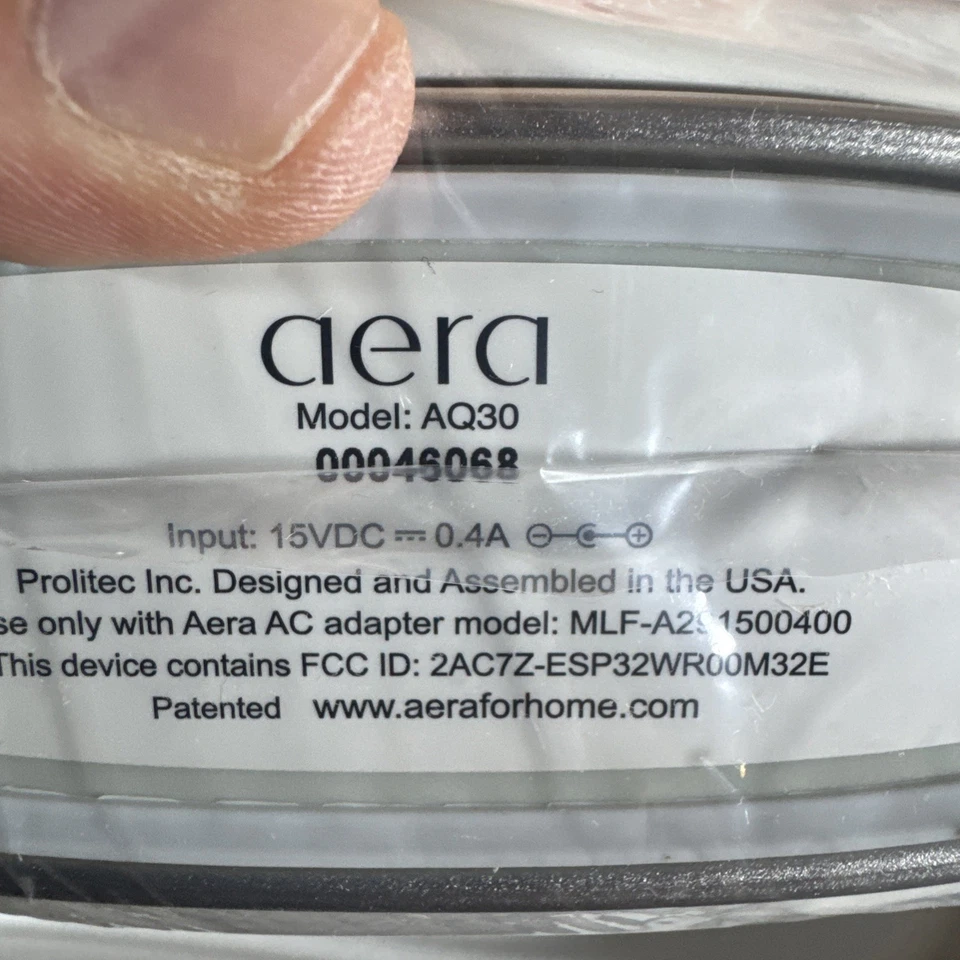 aera
Model: AQ30
00046068
Input: 15VDC ⎓ 0.4A
Prolitec Inc. Designed and Assembled in the USA.
se only with Aera AC adapter model:
This device contains FCC ID: 2AC7Z-ESP32WR00M32E
Patented www.aeraforhome.com